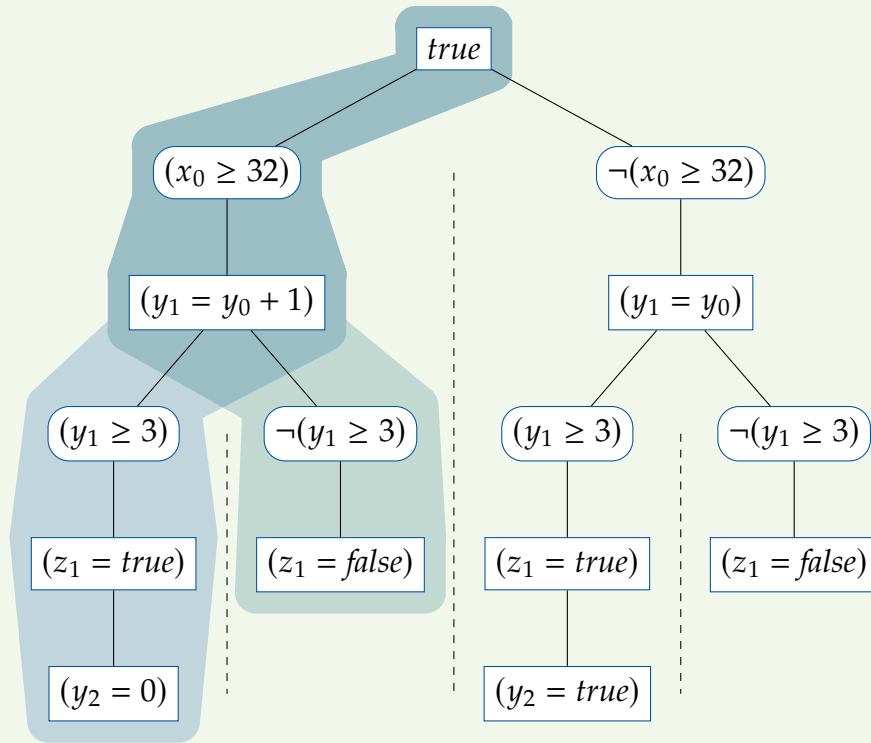 true
(x₀ ≥ 32) ¬(x₀ ≥ 32)
(y₁ = y₀ + 1) (y₁ = y₀)
(y₁ ≥ 3) ¬(y₁ ≥ 3) (y₁ ≥ 3) ¬(y₁ ≥ 3)
(z₁ = true) (z₁ = false) (z₁ = true) (z₁ = false)
(y₂ = 0) (y₂ = true)